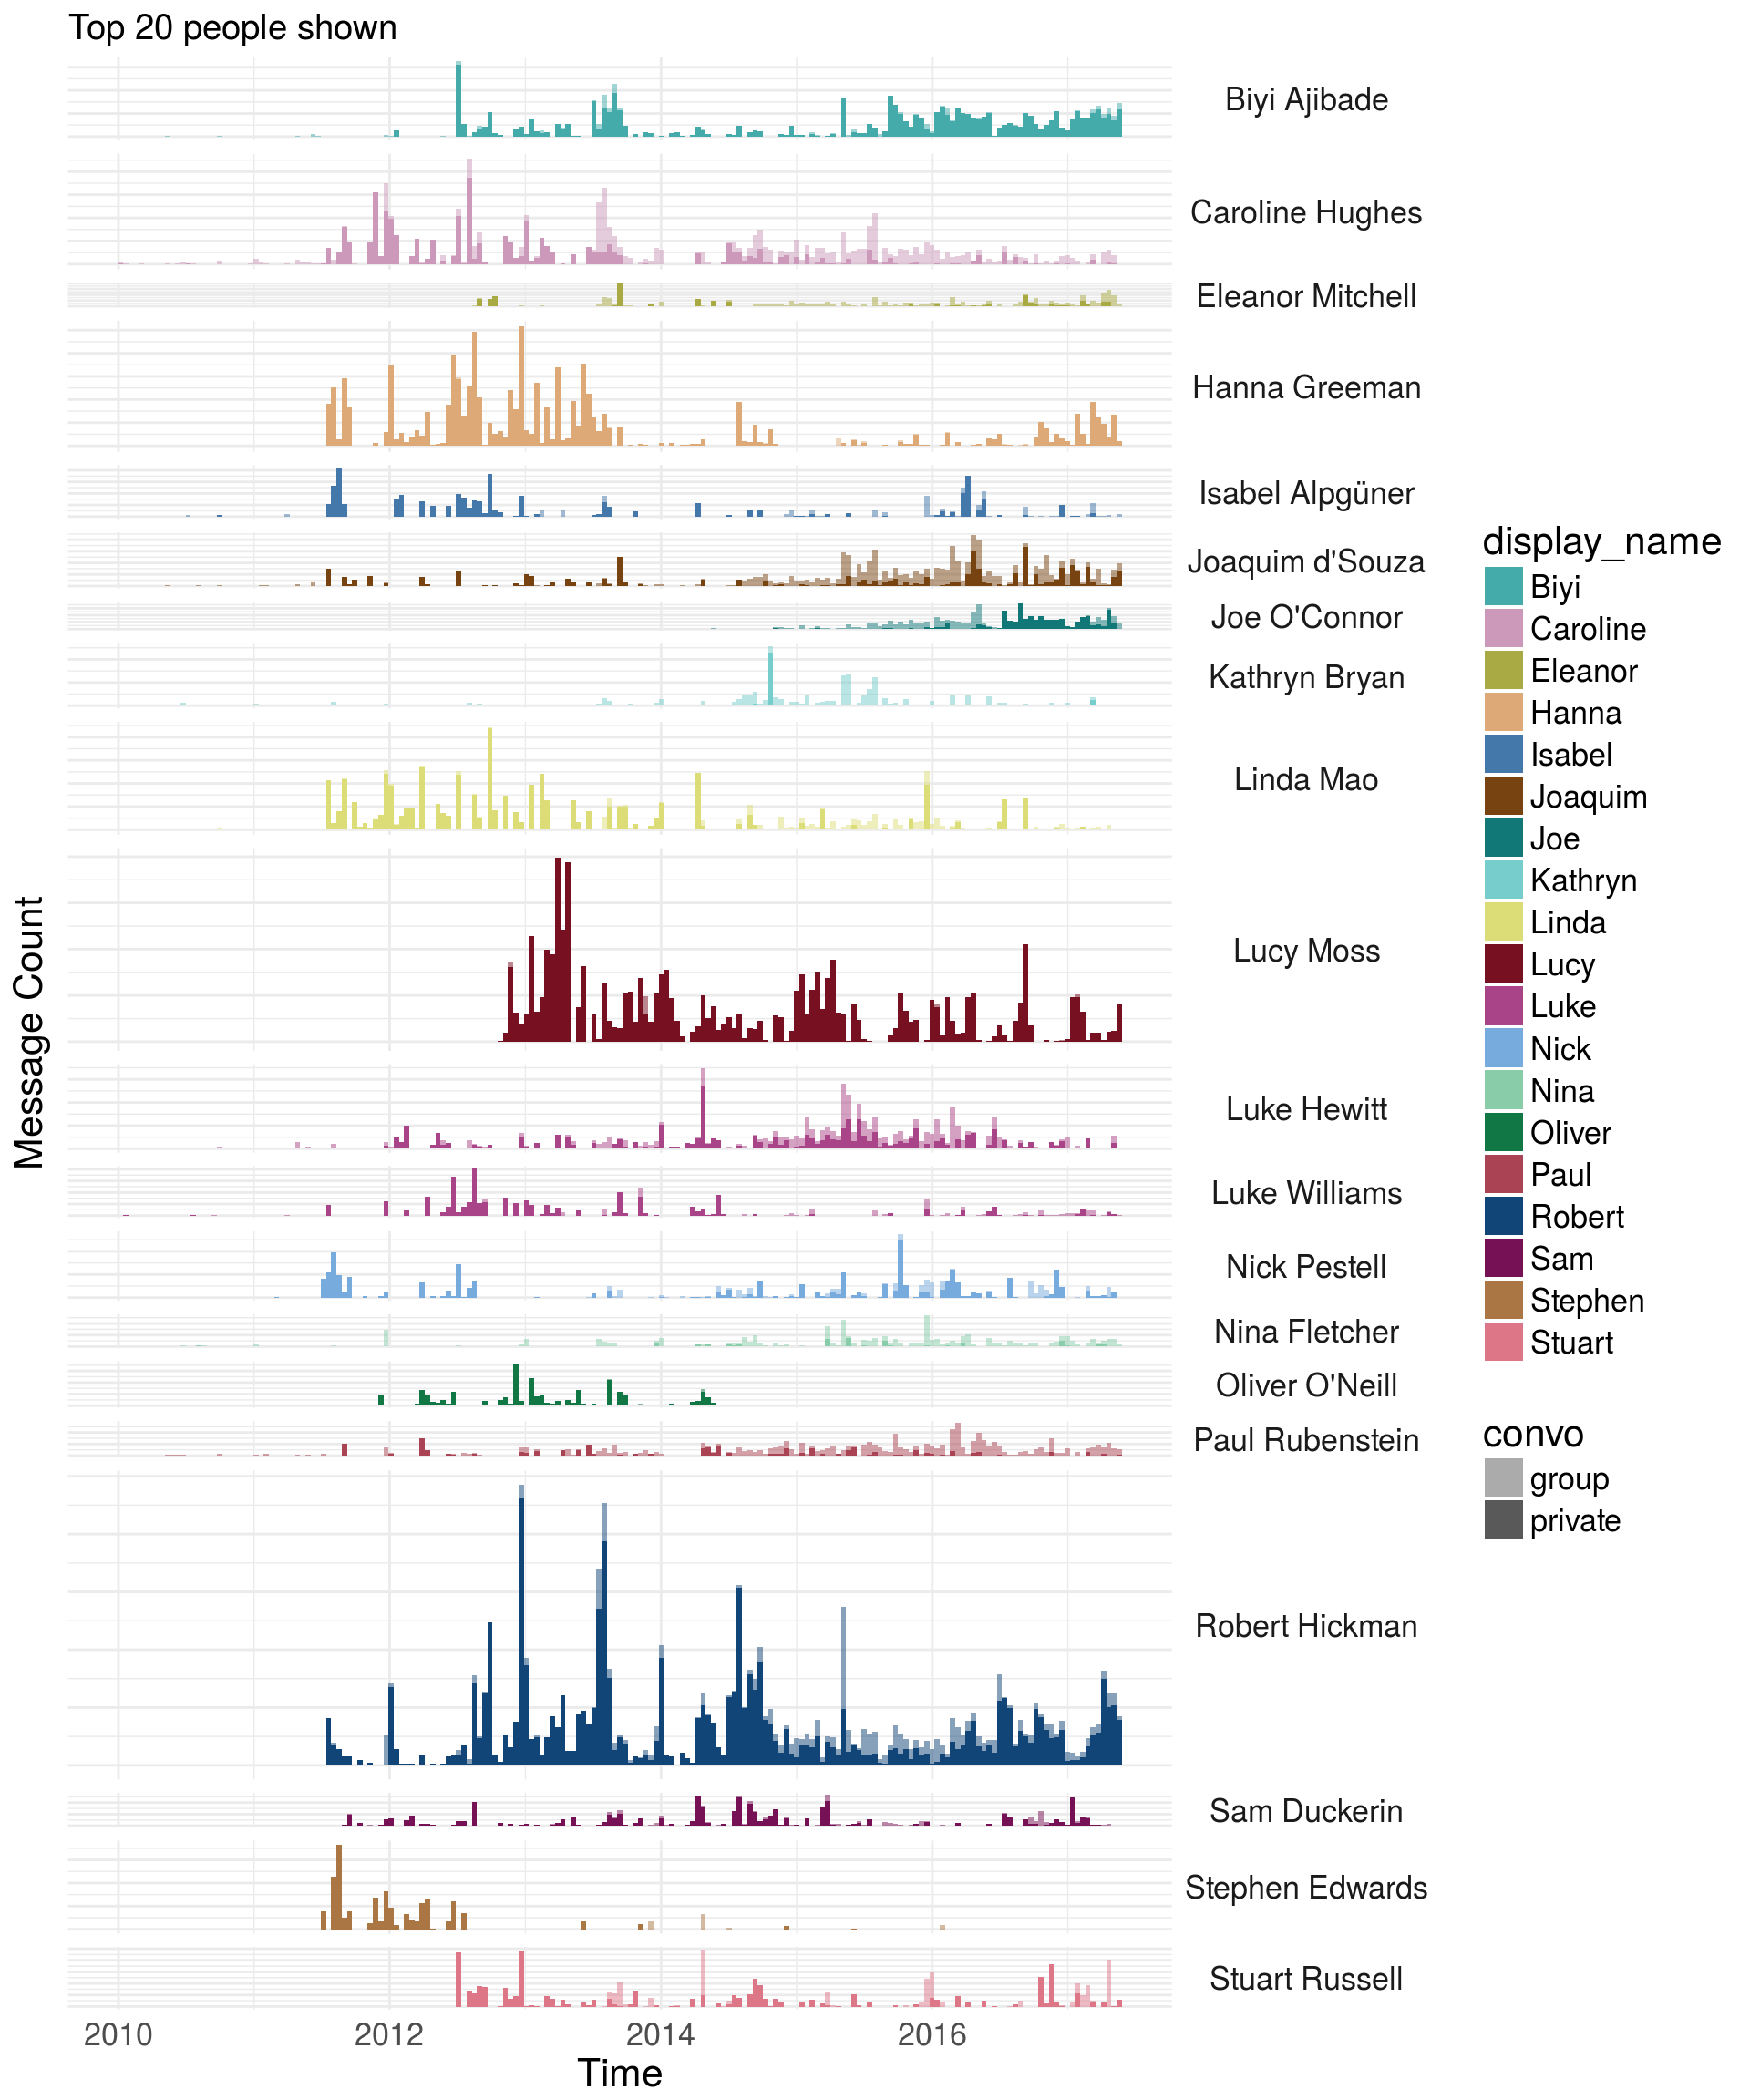 Top 20 people shown
Biyi Ajibade
Caroline Hughes
Eleanor Mitchell
Hanna Greeman
Isabel Alpgüner
Joaquim d'Souza
Joe O'Connor
Kathryn Bryan
Linda Mao
Lucy Moss
Luke Hewitt
Luke Williams
Nick Pestell
Nina Fletcher
Oliver O'Neill
Paul Rubenstein
Robert Hickman
Sam Duckerin
Stephen Edwards
Stuart Russell
Message Count
2010 2012 2014 2016
Time
display_name
Biyi
Caroline
Eleanor
Hanna
Isabel
Joaquim
Joe
Kathryn
Linda
Lucy
Luke
Nick
Nina
Oliver
Paul
Robert
Sam
Stephen
Stuart
convo
group
private